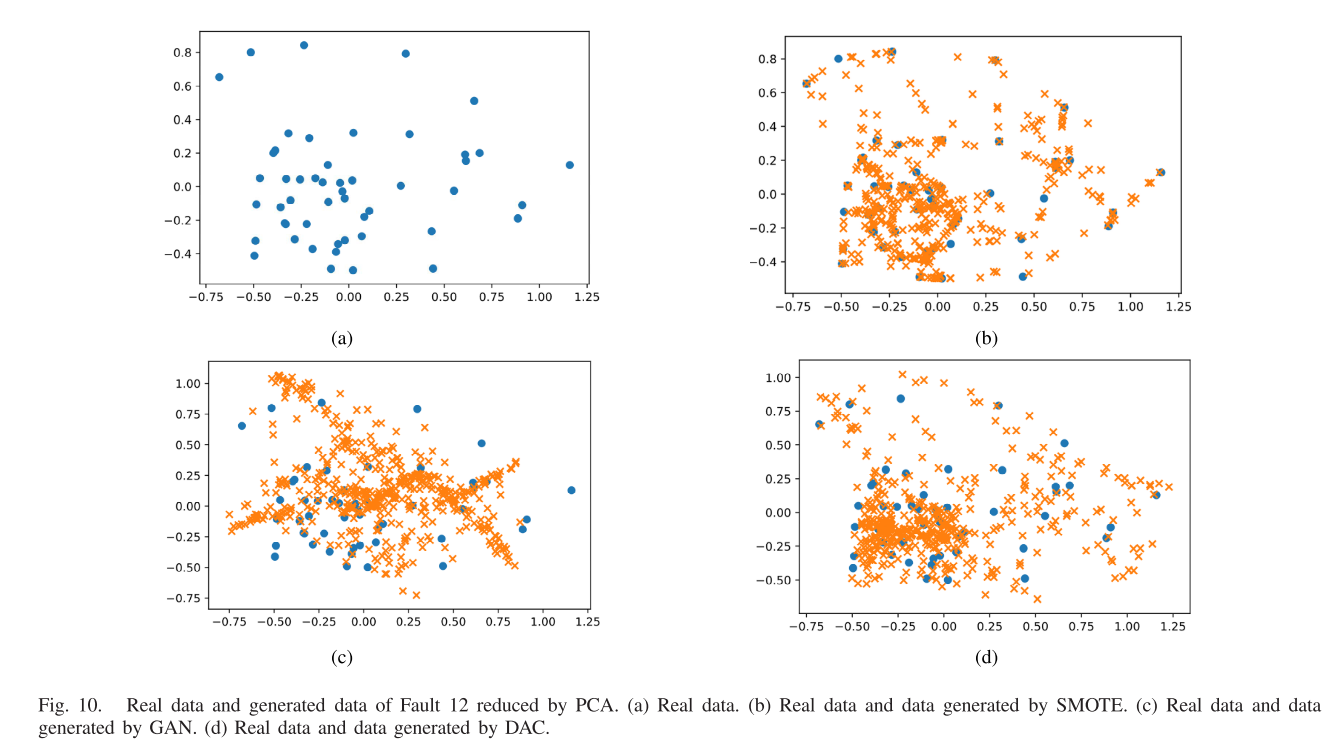 0.8
0.6
0.4
0.2
0.0
−0.2
−0.4
−0.75 −0.50 −0.25 0.00 0.25 0.50 0.75 1.00 1.25
(a)
0.8
0.6
0.4
0.2
0.0
−0.2
−0.4
−0.75 −0.50 −0.25 0.00 0.25 0.50 0.75 1.00 1.25
(b)
1.00
0.75
0.50
0.25
0.00
−0.25
−0.50
−0.75
−0.75 −0.50 −0.25 0.00 0.25 0.50 0.75 1.00 1.25
(c)
1.00
0.75
0.50
0.25
0.00
−0.25
−0.50
−0.75 −0.50 −0.25 0.00 0.25 0.50 0.75 1.00 1.25
(d)
Fig. 10. Real data and generated data of Fault 12 reduced by PCA. (a) Real data. (b) Real data and data generated by SMOTE. (c) Real data and data
generated by GAN. (d) Real data and data generated by DAC.